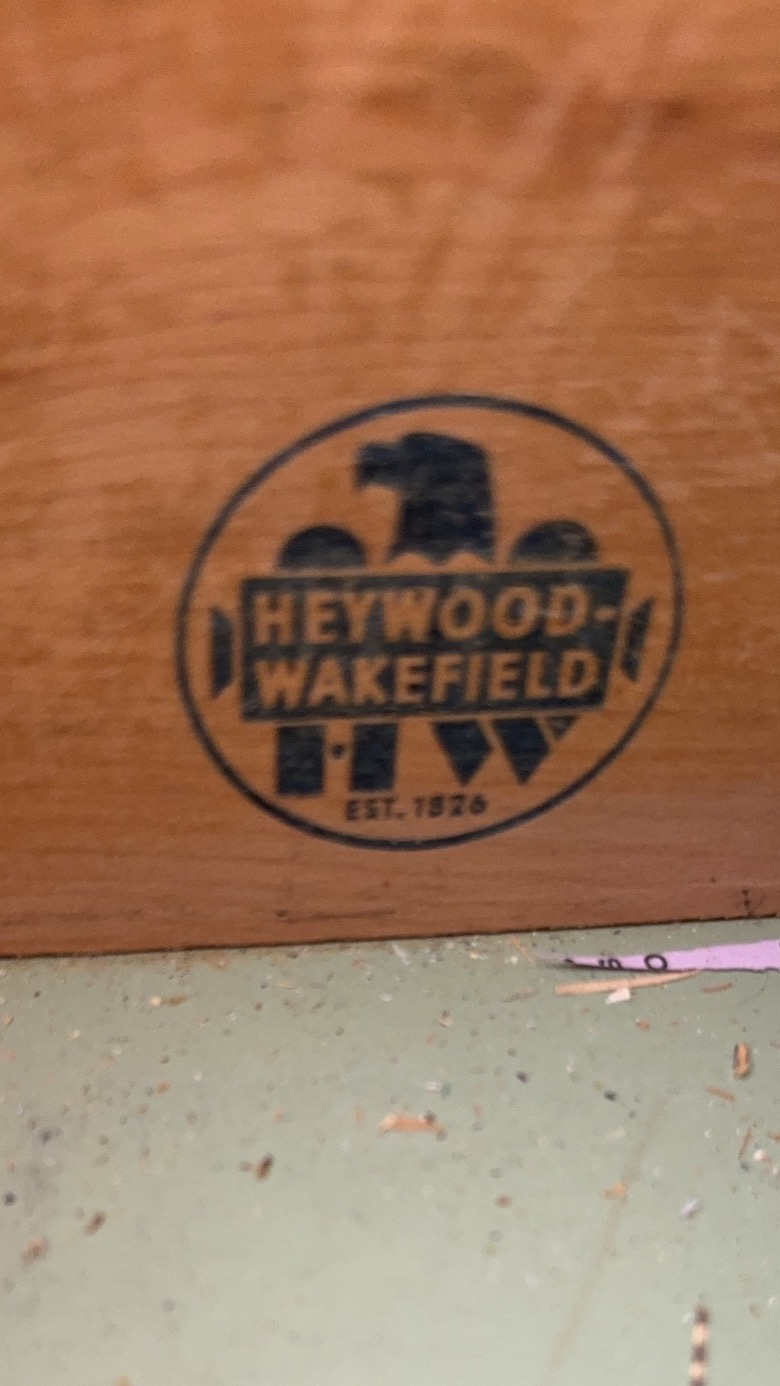 HEYWOOD-
WAKEFIELD
H·W
EST. 1826